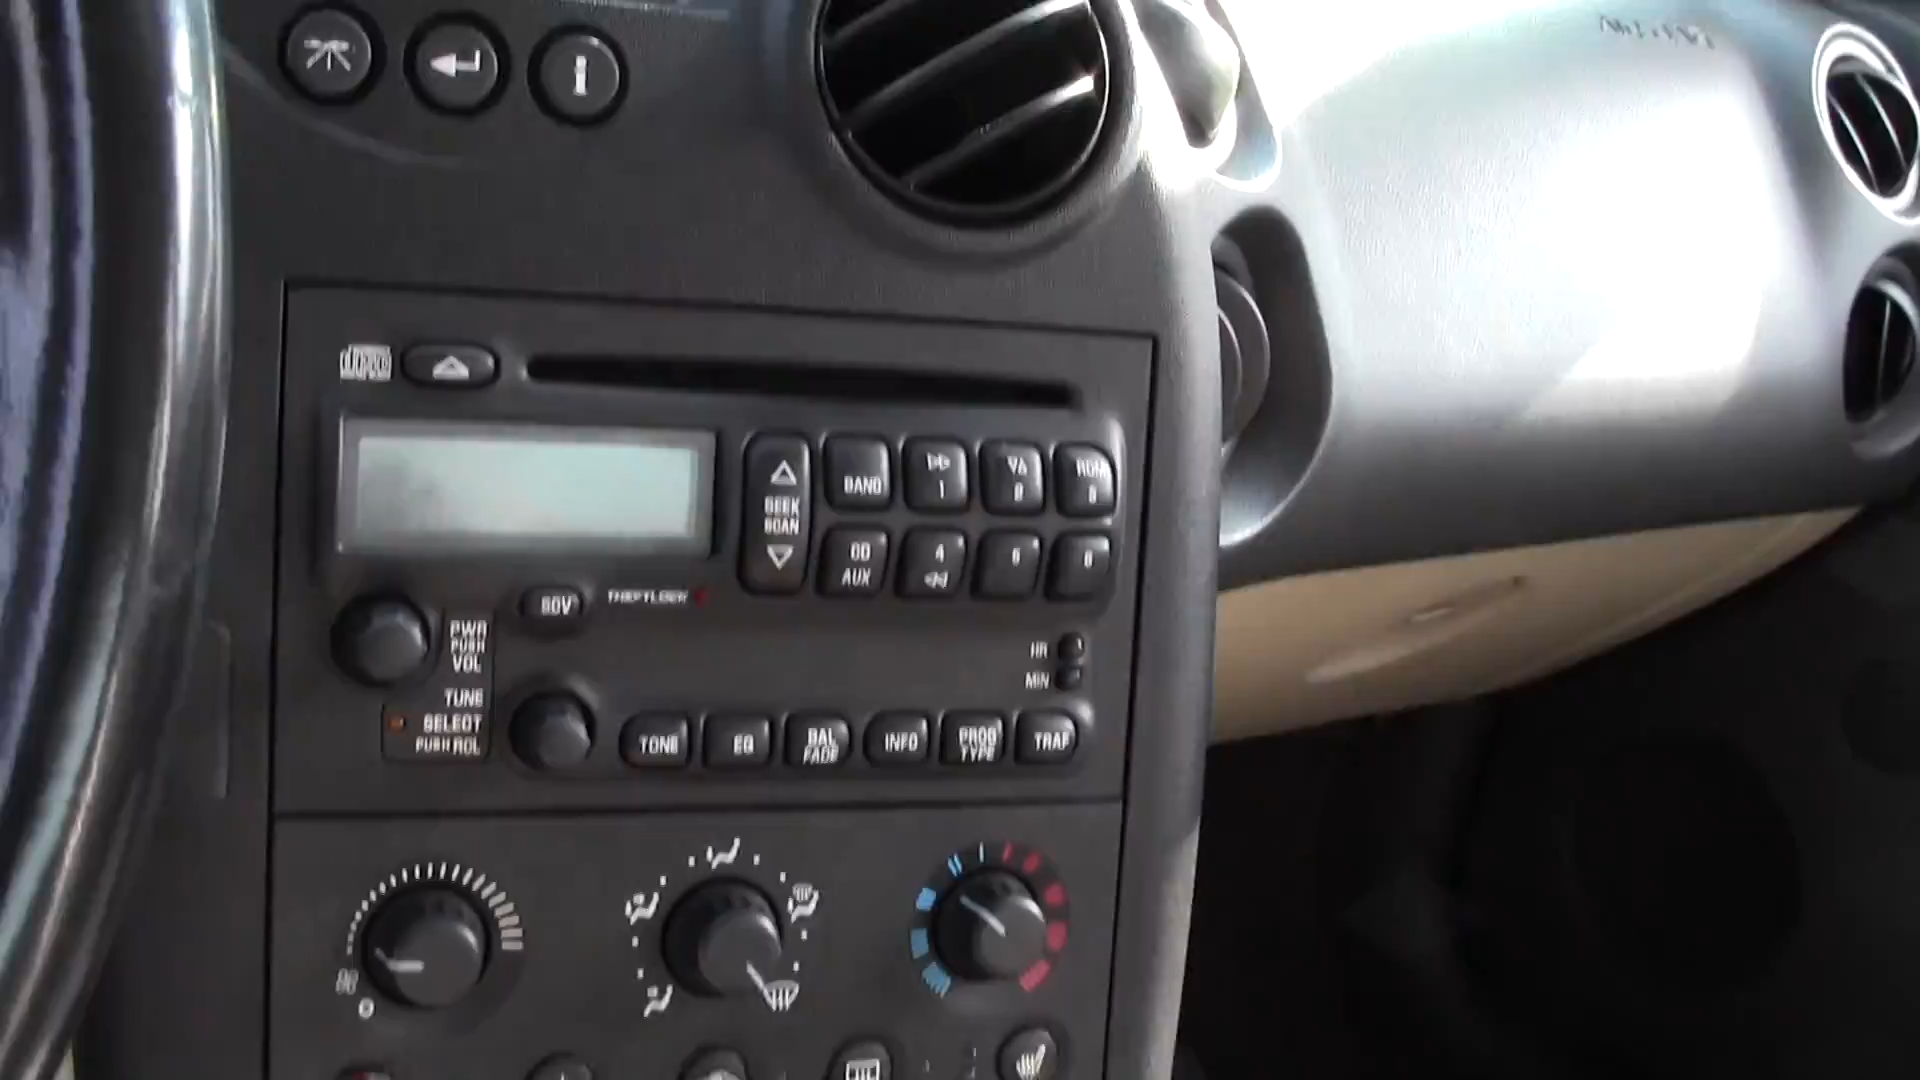 i
BAND
1
2
RDM
3
SEEK
SCAN
CD
AUX
4
5
6
SCV
THEFTLOCK
PWR
PUSH
VOL
HR
MIN
TUNE
SELECT
PUSH RCL
TONE
EQ
BAL
FADE
INFO
PROG
TYPE
TRAF
O